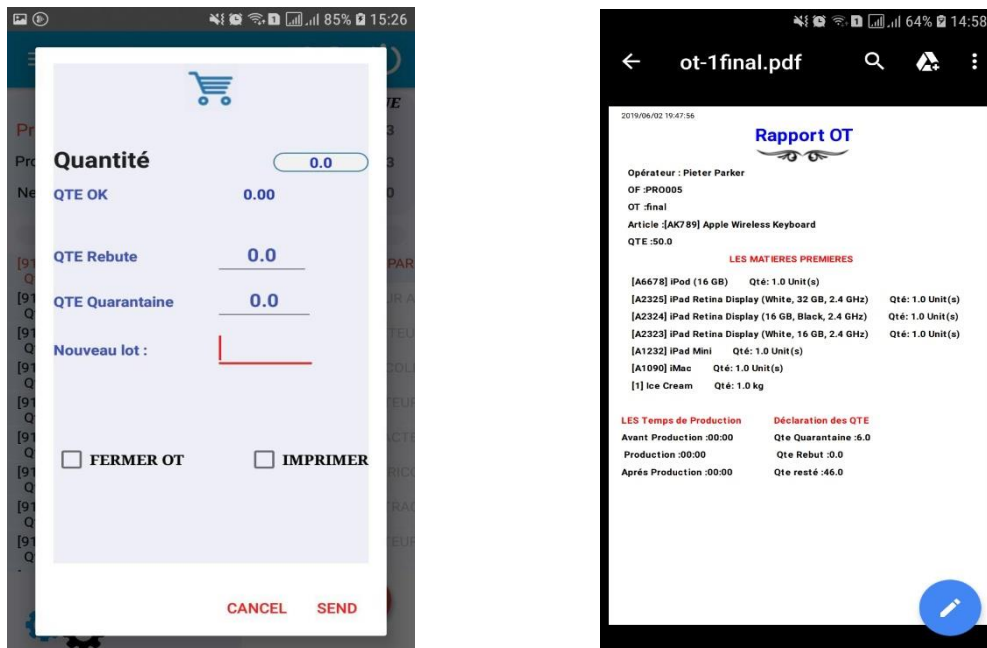 85% 15:26
Quantité 0.0
QTE OK 0.00
QTE Rebute 0.0
QTE Quarantaine 0.0
Nouveau lot :
FERMER OT IMPRIMER
CANCEL SEND
64% 14:58
ot-1final.pdf
2019/06/02 19:47:56
Rapport OT
Opérateur : Pieter Parker
OF :PRO005
OT :final
Article :[AK789] Apple Wireless Keyboard
QTE :50.0
LES MATIERES PREMIERES
[A6678] iPod (16 GB) Qté: 1.0 Unit(s)
[A2325] iPad Retina Display (White, 32 GB, 2.4 GHz) Qté: 1.0 Unit(s)
[A2324] iPad Retina Display (16 GB, Black, 2.4 GHz) Qté: 1.0 Unit(s)
[A2323] iPad Retina Display (White, 16 GB, 2.4 GHz) Qté: 1.0 Unit(s)
[A1232] iPad Mini Qté: 1.0 Unit(s)
[A1090] iMac Qté: 1.0 Unit(s)
[1] Ice Cream Qté: 1.0 kg
LES Temps de Production Déclaration des QTE
Avant Production :00:00 Qte Quarantaine :6.0
Production :00:00 Qte Rebut :0.0
Aprés Production :00:00 Qte resté :46.0